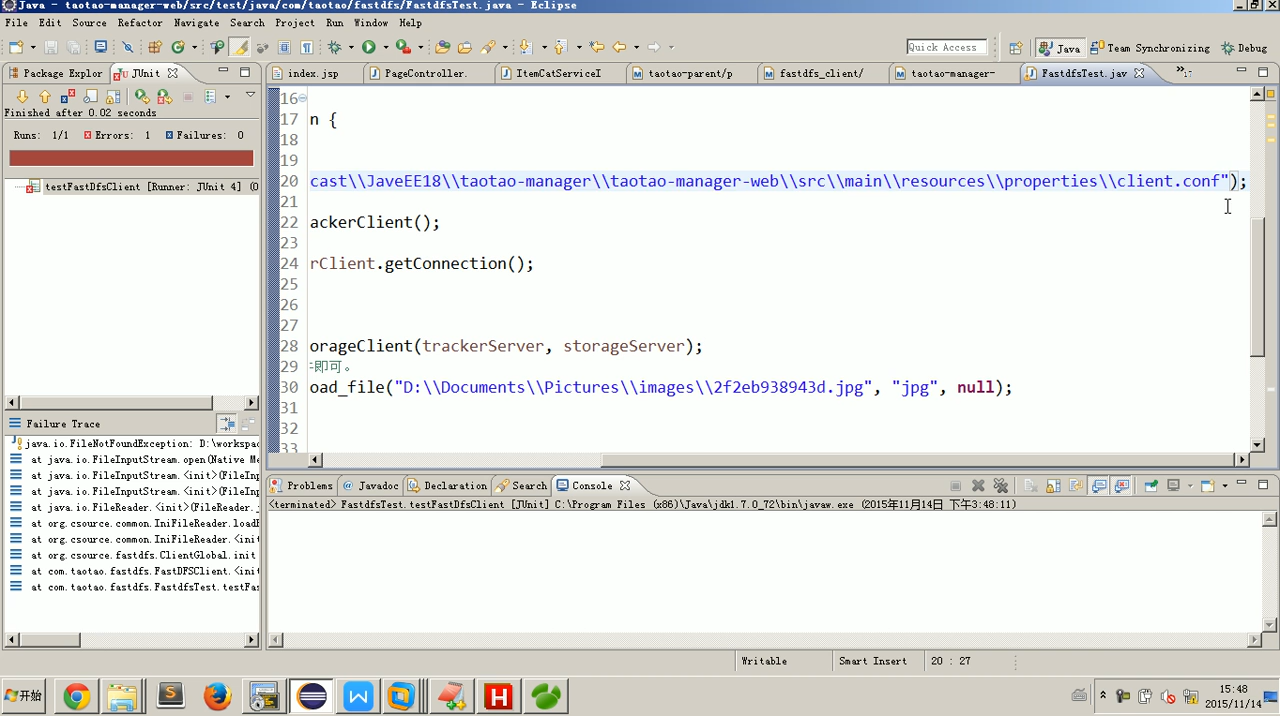 Java - taotao-manager-web/src/test/java/com/taotao/fastdfs/FastdfsTest.java - Eclipse
File Edit Source Refactor Navigate Search Project Run Window Help
Quick Access
Java
Team Synchronizing
Debug
Package Explor
JUnit
index.jsp
PageController.
ItemCatServiceI
taotao-parent/p
fastdfs_client/
taotao-manager-
FastdfsTest.jav
Finished after 0.02 seconds
Runs: 1/1
Errors: 1
Failures: 0
testFastDfsClient [Runner: JUnit 4] (0
16
17 n {
18
19
20 cast\\JaveEE18\\taotao-manager\\taotao-manager-web\\src\\main\\resources\\properties\\client.conf");
21
22 ackerClient();
23
24 rClient.getConnection();
25
26
27
28 orageClient(trackerServer, storageServer);
29 即可。
30 oad_file("D:\\Documents\\Pictures\\images\\2f2eb938943d.jpg", "jpg", null);
31
32
33
Failure Trace
java.io.FileNotFoundException: D:\workspa
at java.io.FileInputStream.open(Native Me
at java.io.FileInputStream.<init>(FileInp
at java.io.FileInputStream.<init>(FileInp
at java.io.FileReader.<init>(FileReader.j
at org.csource.common.IniFileReader.loadF
at org.csource.common.IniFileReader.<init
at org.csource.fastdfs.ClientGlobal.init
at com.taotao.fastdfs.FastDFSClient.<init
at com.taotao.fastdfs.FastdfsTest.testFas
Problems
Javadoc
Declaration
Search
Console
<terminated> FastdfsTest.testFastDfsClient [JUnit] C:\Program Files (x86)\Java\jdk1.7.0_72\bin\javaw.exe (2015年11月14日 下午3:48:11)
Writable
Smart Insert
20 : 27
开始
15:48
2015/11/14